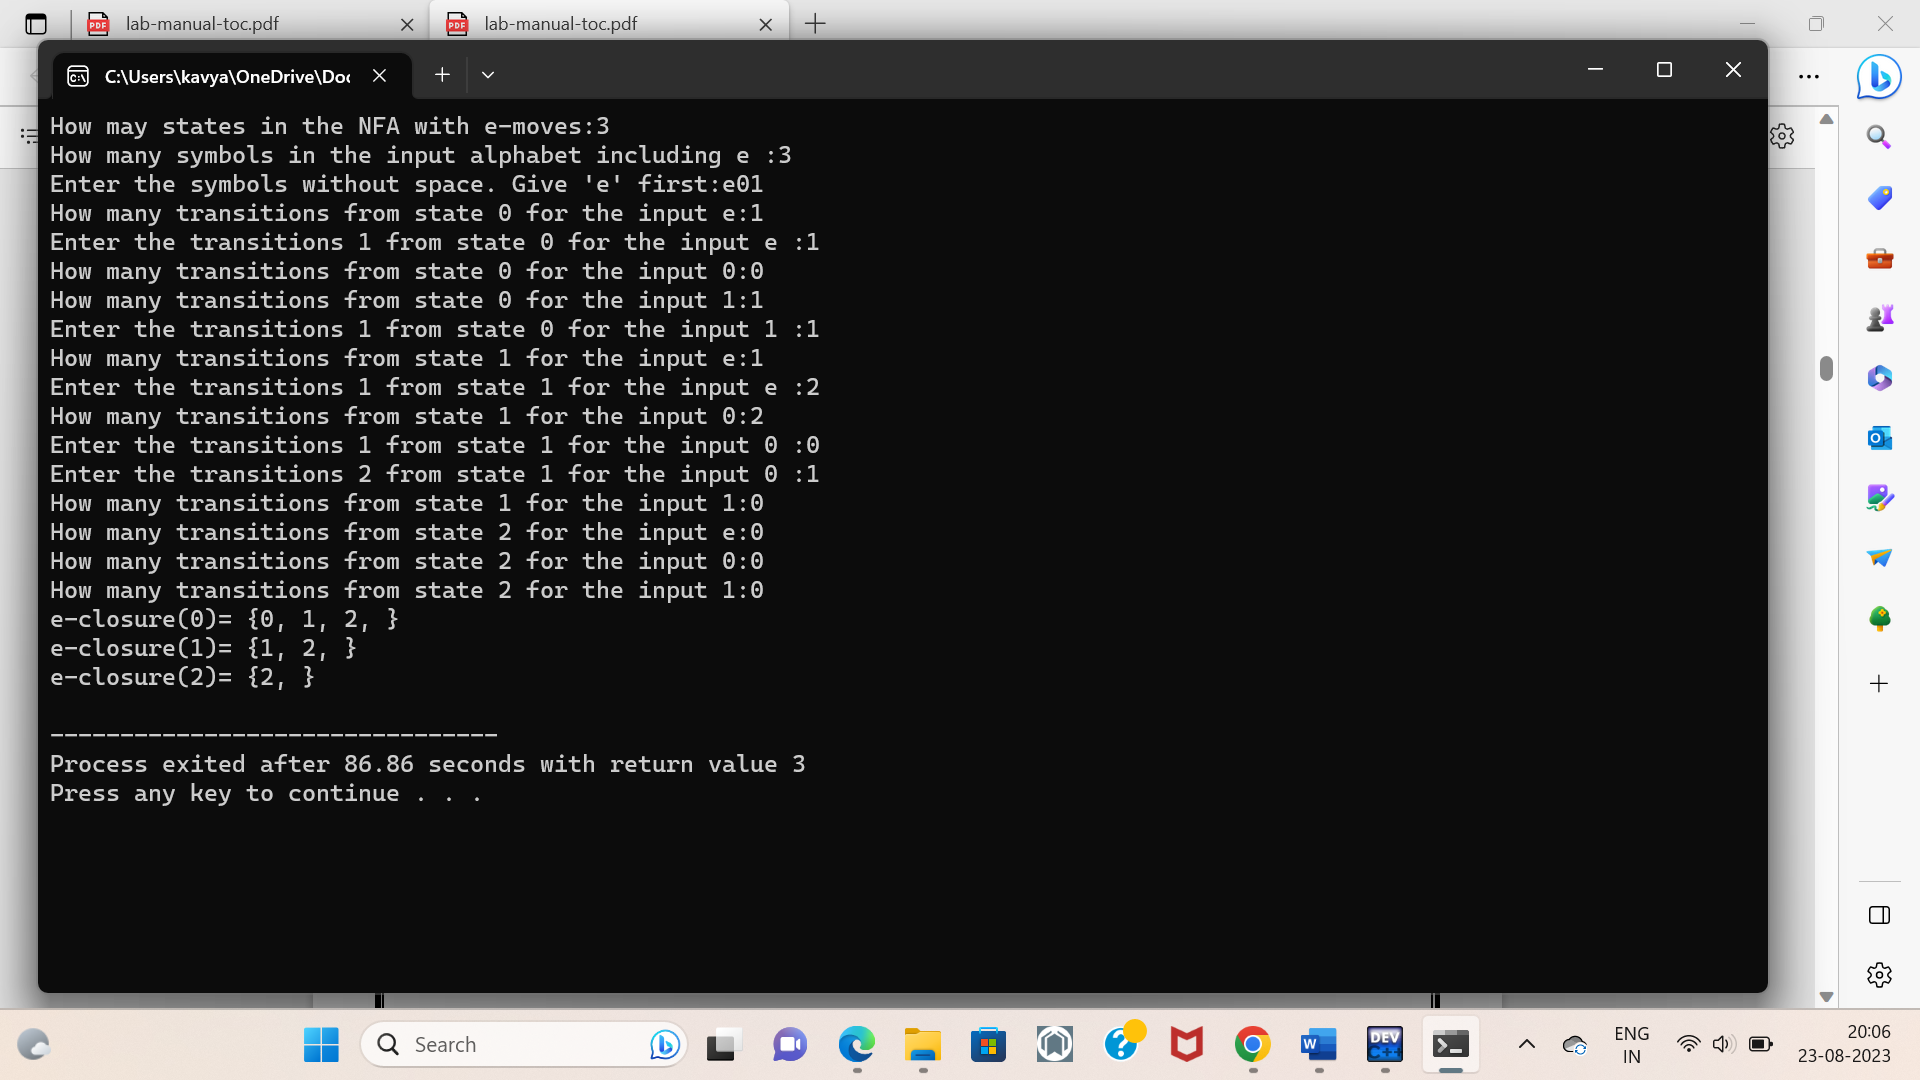 lab-manual-toc.pdf
lab-manual-toc.pdf
C:\Users\kavya\OneDrive\Doc
How may states in the NFA with e-moves:3
How many symbols in the input alphabet including e :3
Enter the symbols without space. Give 'e' first:e01
How many transitions from state 0 for the input e:1
Enter the transitions 1 from state 0 for the input e :1
How many transitions from state 0 for the input 0:0
How many transitions from state 0 for the input 1:1
Enter the transitions 1 from state 0 for the input 1 :1
How many transitions from state 1 for the input e:1
Enter the transitions 1 from state 1 for the input e :2
How many transitions from state 1 for the input 0:2
Enter the transitions 1 from state 1 for the input 0 :0
Enter the transitions 2 from state 1 for the input 0 :1
How many transitions from state 1 for the input 1:0
How many transitions from state 2 for the input e:0
How many transitions from state 2 for the input 0:0
How many transitions from state 2 for the input 1:0
e-closure(0)= {0, 1, 2, }
e-closure(1)= {1, 2, }
e-closure(2)= {2, }
--------------------------------
Process exited after 86.86 seconds with return value 3
Press any key to continue . . .
Search
DEV C++
ENG
IN
20:06
23-08-2023